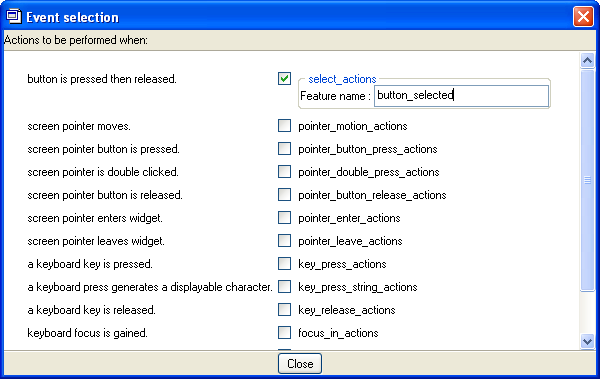 Event selection
Actions to be performed when:
button is pressed then released. select_actions
Feature name : button_selected
screen pointer moves. pointer_motion_actions
screen pointer button is pressed. pointer_button_press_actions
screen pointer is double clicked. pointer_double_press_actions
screen pointer button is released. pointer_button_release_actions
screen pointer enters widget. pointer_enter_actions
screen pointer leaves widget. pointer_leave_actions
a keyboard key is pressed. key_press_actions
a keyboard press generates a displayable character. key_press_string_actions
a keyboard key is released. key_release_actions
keyboard focus is gained. focus_in_actions
Close